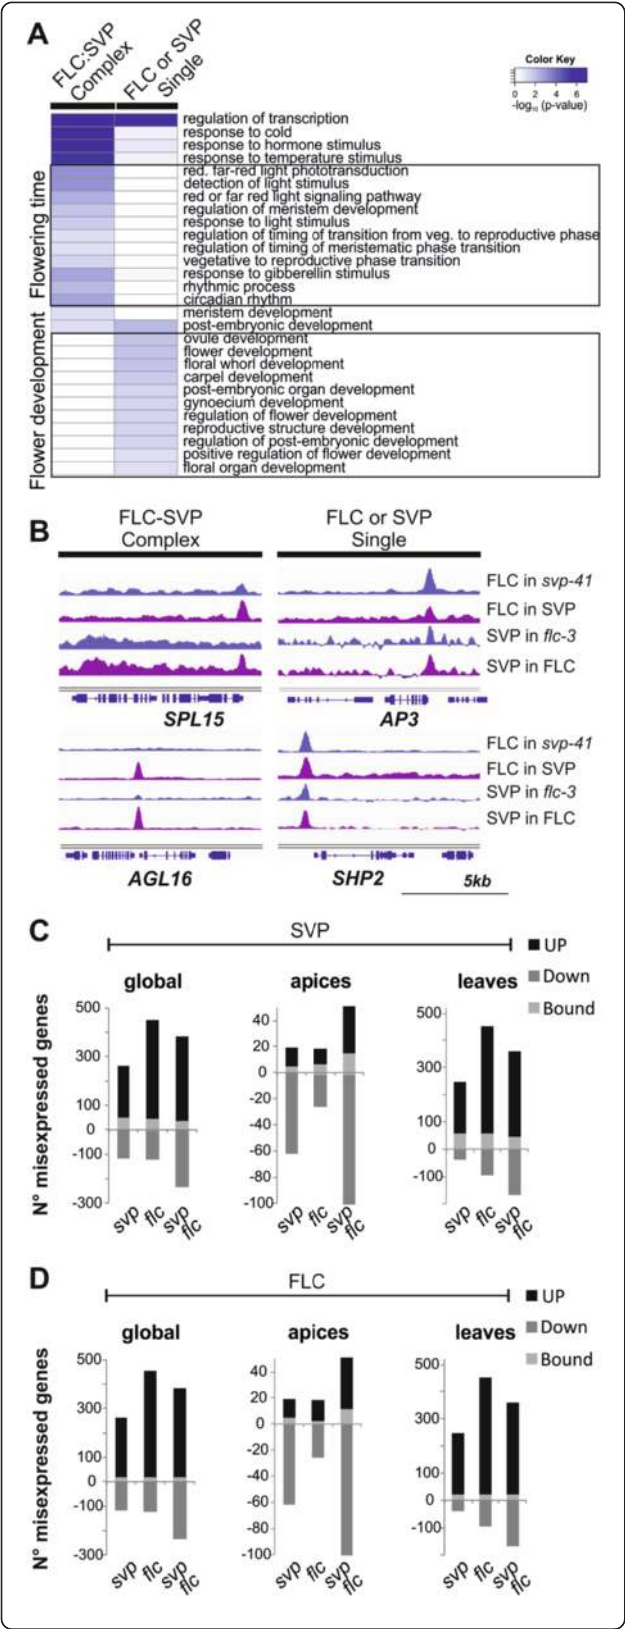 A
FLC:SVP
Complex
FLC or SVP
Single
Color Key
0 2 4 6
-log10 (p-value)
regulation of transcription
response to cold
response to hormone stimulus
response to temperature stimulus
Flowering time
red. far-red light phototransduction
detection of light stimulus
red or far red light signaling pathway
regulation of meristem development
response to light stimulus
regulation of timing of transition from veg. to reproductive phase
regulation of timing of meristematic phase transition
vegetative to reproductive phase transition
response to gibberellin stimulus
rhythmic process
circadian rhythm
meristem development
post-embryonic development
Flower development
ovule development
flower development
floral whorl development
carpel development
post-embryonic organ development
gynoecium development
regulation of flower development
reproductive structure development
regulation of post-embryonic development
positive regulation of flower development
floral organ development
B
FLC-SVP
Complex
FLC or SVP
Single
FLC in svp-41
FLC in SVP
SVP in flc-3
SVP in FLC
SPL15
AP3
FLC in svp-41
FLC in SVP
SVP in flc-3
SVP in FLC
AGL16
SHP2
5kb
C
SVP
UP
Down
Bound
global
apices
leaves
N° misexpressed genes
500
300
100
0
-100
-300
svp
flc
svp
flc
40
20
0
-20
-40
-60
-80
-100
svp
flc
svp
flc
500
300
100
0
-100
svp
flc
svp
flc
D
FLC
UP
Down
Bound
global
apices
leaves
N° misexpressed genes
500
300
100
0
-100
-300
svp
flc
svp
flc
40
20
0
-20
-40
-60
-80
-100
svp
flc
svp
flc
500
300
100
0
-100
svp
flc
svp
flc